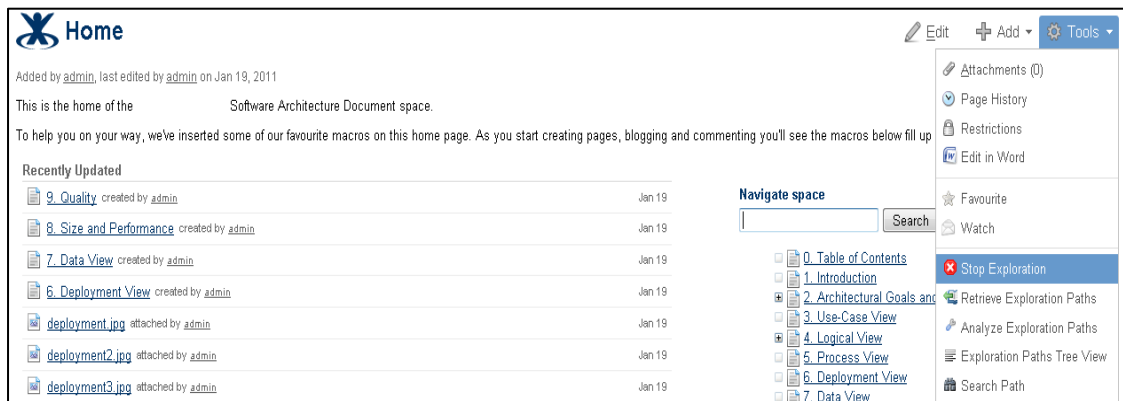 Home
Edit
Add
Tools
Added by admin, last edited by admin on Jan 19, 2011
This is the home of the Software Architecture Document space.
To help you on your way, we've inserted some of our favourite macros on this home page. As you start creating pages, blogging and commenting you'll see the macros below fill up
Recently Updated
9. Quality created by admin Jan 19
8. Size and Performance created by admin Jan 19
7. Data View created by admin Jan 19
6. Deployment View created by admin Jan 19
deployment.jpg attached by admin Jan 19
deployment2.jpg attached by admin Jan 19
deployment3.jpg attached by admin Jan 19
Navigate space
Search
0. Table of Contents
1. Introduction
2. Architectural Goals and
3. Use-Case View
4. Logical View
5. Process View
6. Deployment View
7. Data View
Attachments (0)
Page History
Restrictions
Edit in Word
Favourite
Watch
Stop Exploration
Retrieve Exploration Paths
Analyze Exploration Paths
Exploration Paths Tree View
Search Path